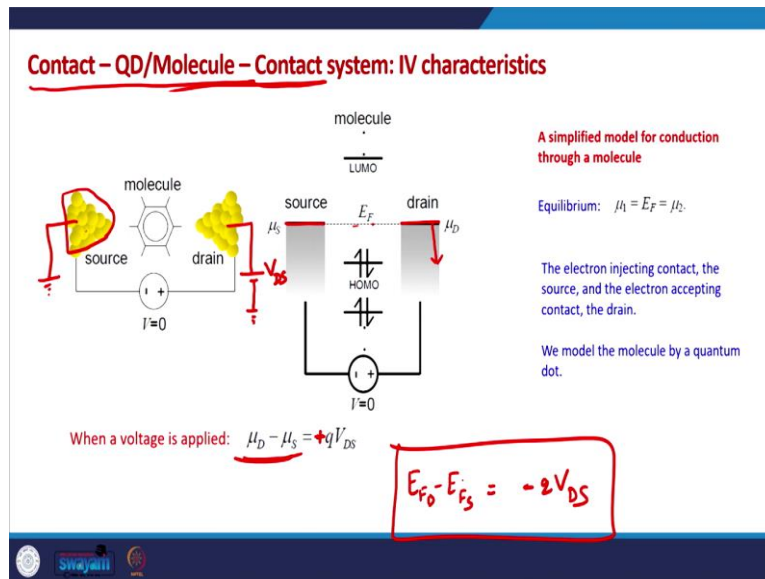 Contact – QD/Molecule – Contact system: IV characteristics
molecule
LUMO
source
E_F
drain
μ_S
μ_D
HOMO
V=0
molecule
source
drain
V_DS
V=0
A simplified model for conduction
through a molecule
Equilibrium: μ₁ = E_F = μ₂.
The electron injecting contact, the
source, and the electron accepting
contact, the drain.
We model the molecule by a quantum
dot.
When a voltage is applied: μ_D − μ_S = +qV_DS
E_FD - E_FS = -qV_DS
swayam